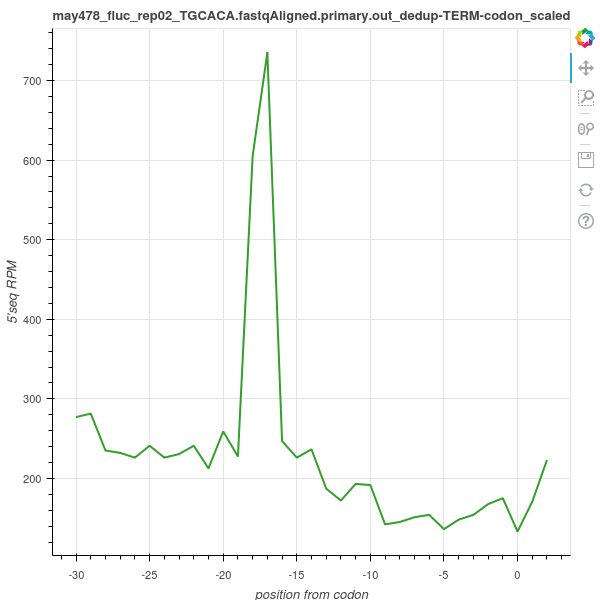 may478_fluc_rep02_TGCACA.fastqAligned.primary.out_dedup-TERM-codon_scaled
5'seq RPM
700
600
500
400
300
200
-30 -25 -20 -15 -10 -5 0
position from codon